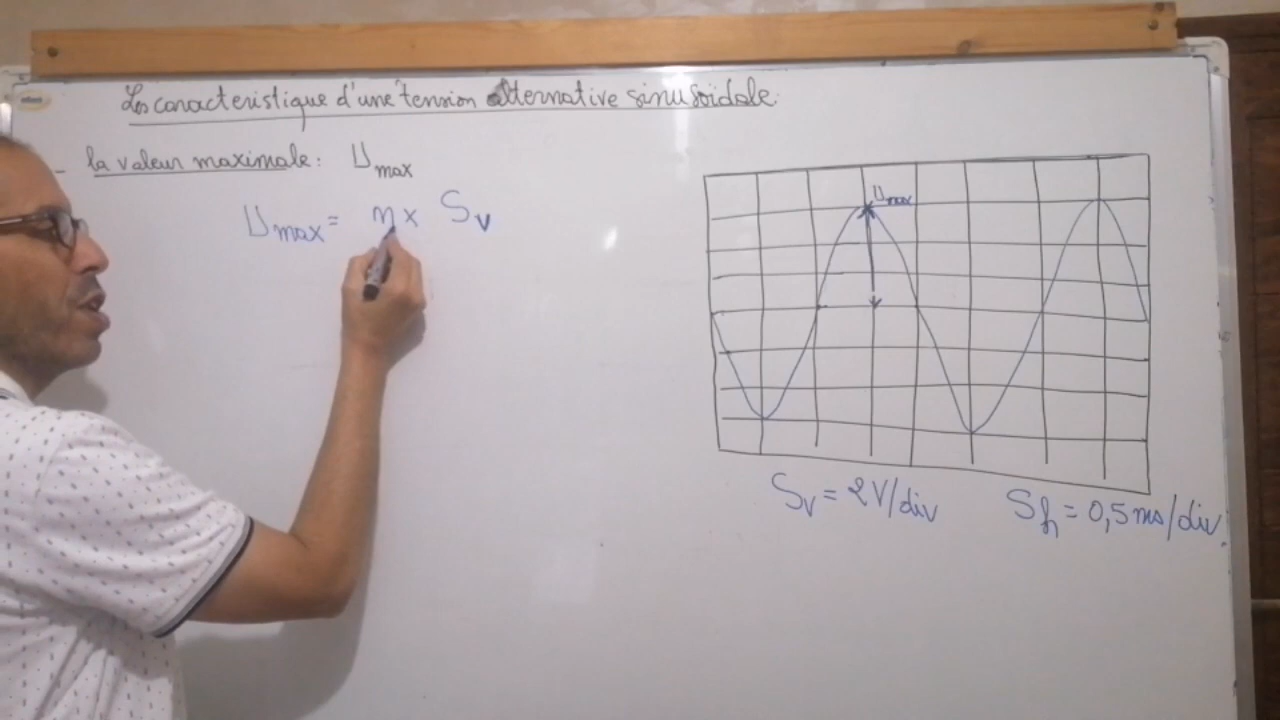 Les caracteristique d'une tension alternative sinusoidale.
- la valeur maximale: Umax
Umax = n x Sv
Umax
Sv = 2V/div
Sh = 0,5ms/div.